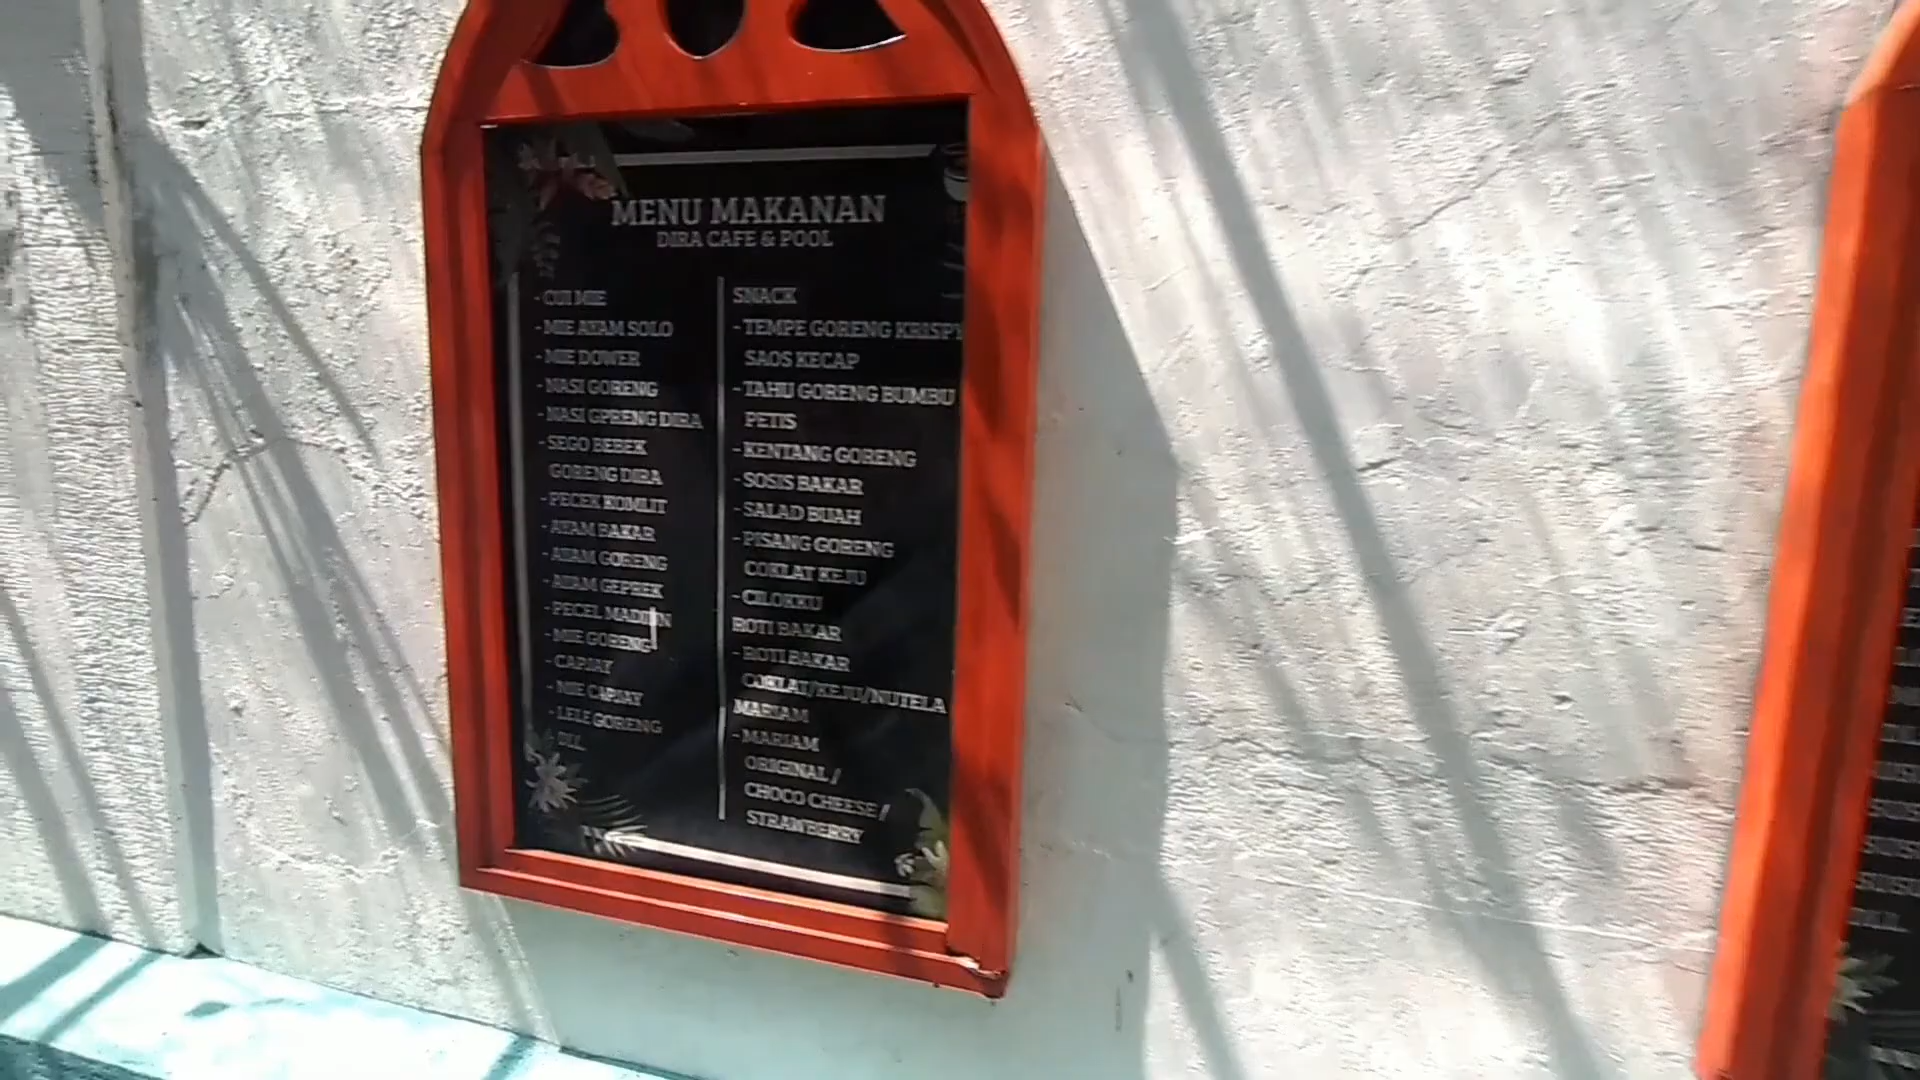 MENU MAKANAN
DIRA CAFE & POOL
- CUI MIE
- MIE AYAM SOLO
- MIE DOWER
- NASI GORENG
- NASI GPRENG DIRA
- SEGO BEBEK
GORENG DIRA
- PECEK KOMLIT
- AYAM BAKAR
- AYAM GORENG
- AYAM GEPREK
- PECEL MADIUN
- MIE GORENG
- CAPJAY
- MIE CAPJAY
- LELE GORENG
- DLL
SNACK
- TEMPE GORENG KRISPY
SAOS KECAP
- TAHU GORENG BUMBU
PETIS
- KENTANG GORENG
- SOSIS BAKAR
- SALAD BUAH
- PISANG GORENG
COKLAT KEJU
- CILOKKU
ROTI BAKAR
- ROTI BAKAR
COKLAT/KEJU/NUTELA
MARIAM
- MARIAM
ORIGINAL /
CHOCO CHEESE /
STRAWBERRY